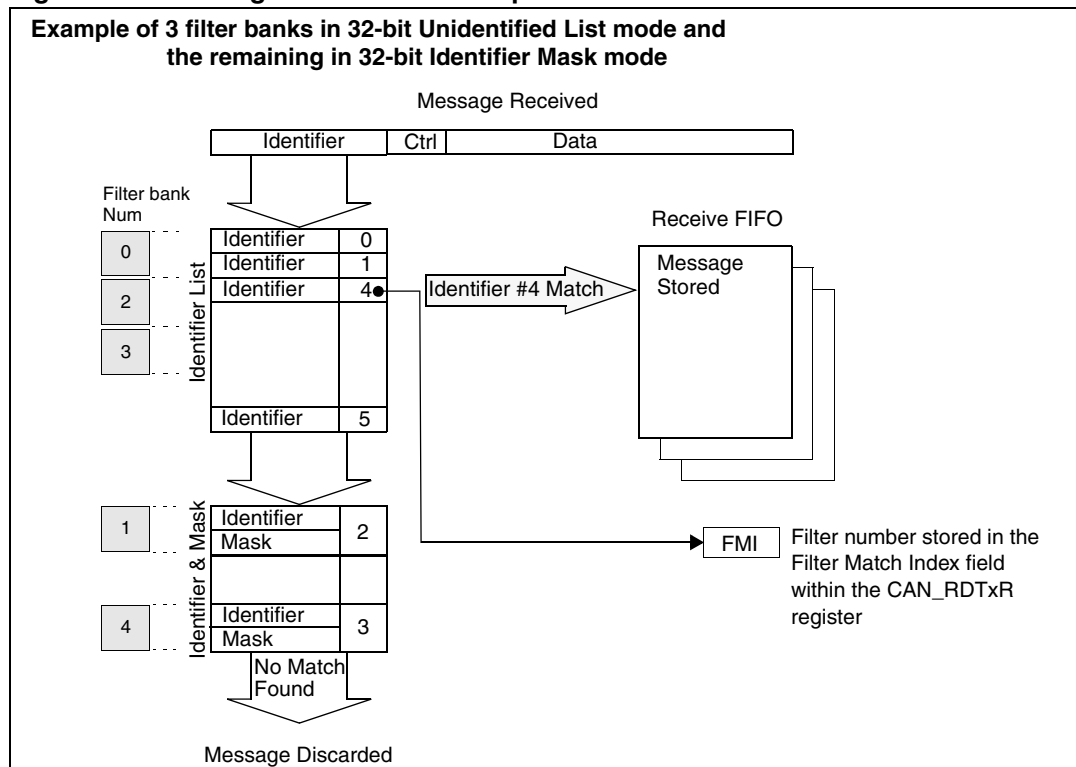 Example of 3 filter banks in 32-bit Unidentified List mode and
the remaining in 32-bit Identifier Mask mode
Message Received
Identifier Ctrl Data
Filter bank
Num
Receive FIFO
0
2
3
Identifier List
Identifier 0
Identifier 1
Identifier 4
Identifier 5
Identifier #4 Match
Message
Stored
1
4
Identifier & Mask
Identifier
Mask
2
Identifier
Mask
3
FMI
Filter number stored in the
Filter Match Index field
within the CAN_RDTxR
register
No Match
Found
Message Discarded